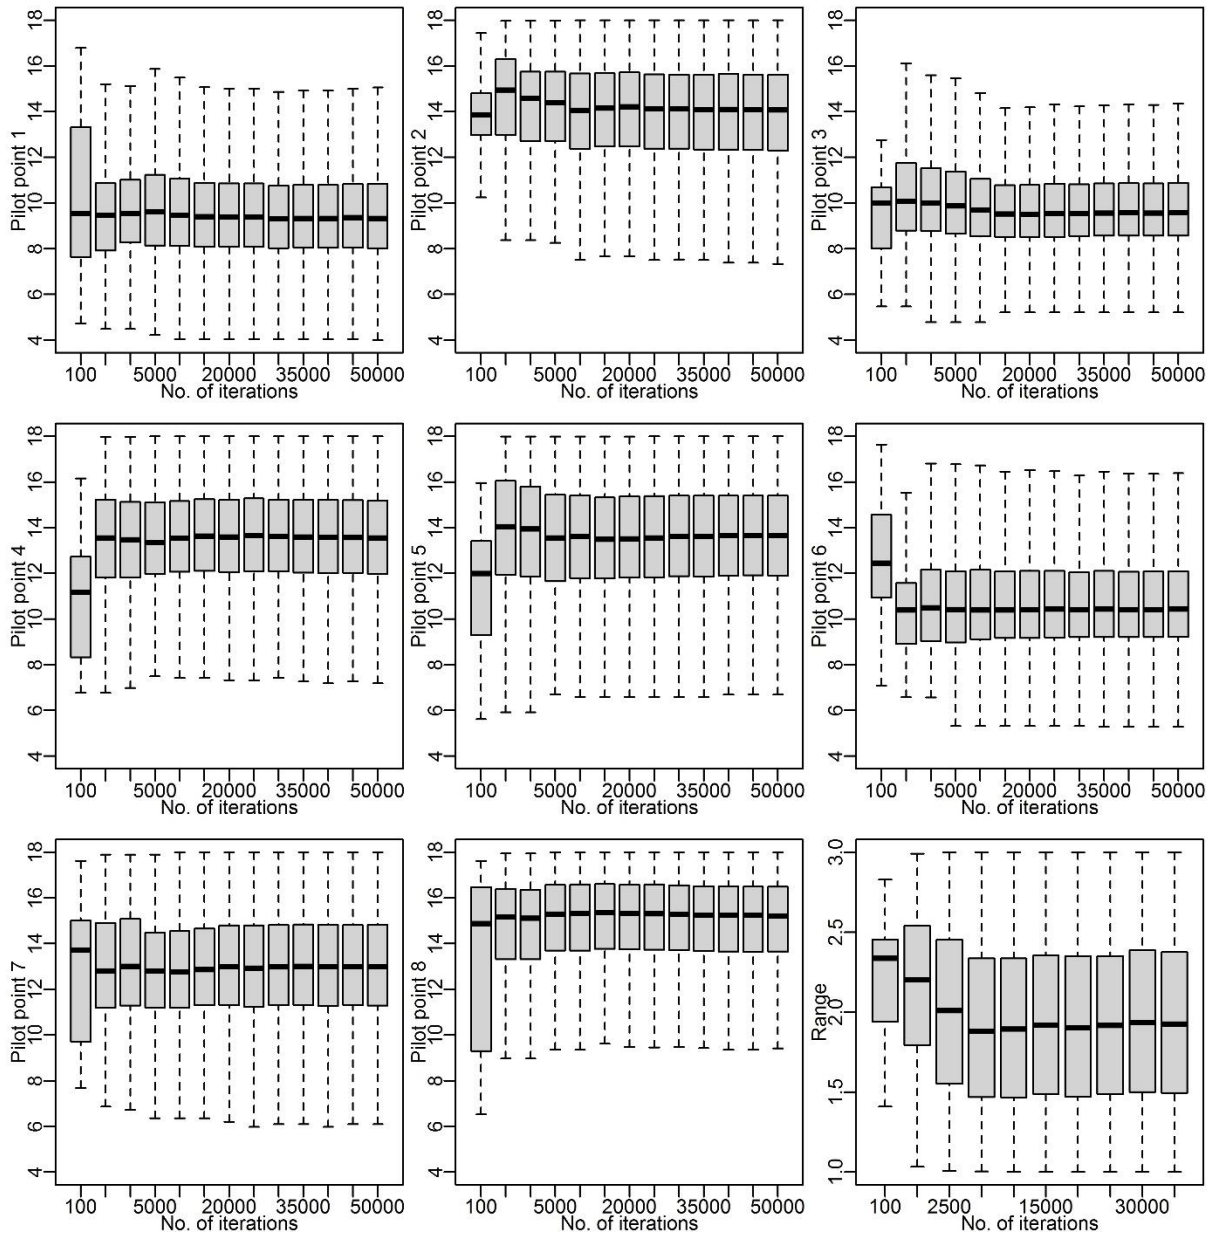 Pilot point 1
18
16
14
12
10
8
6
4
100 5000 20000 35000 50000
No. of iterations
Pilot point 2
18
16
14
12
10
8
6
4
100 5000 20000 35000 50000
No. of iterations
Pilot point 3
18
16
14
12
10
8
6
4
100 5000 20000 35000 50000
No. of iterations
Pilot point 4
18
16
14
12
10
8
6
4
100 5000 20000 35000 50000
No. of iterations
Pilot point 5
18
16
14
12
10
8
6
4
100 5000 20000 35000 50000
No. of iterations
Pilot point 6
18
16
14
12
10
8
6
4
100 5000 20000 35000 50000
No. of iterations
Pilot point 7
18
16
14
12
10
8
6
4
100 5000 20000 35000 50000
No. of iterations
Pilot point 8
18
16
14
12
10
8
6
4
100 5000 20000 35000 50000
No. of iterations
Range
3.0
2.5
2.0
1.5
1.0
100 2500 15000 30000
No. of iterations